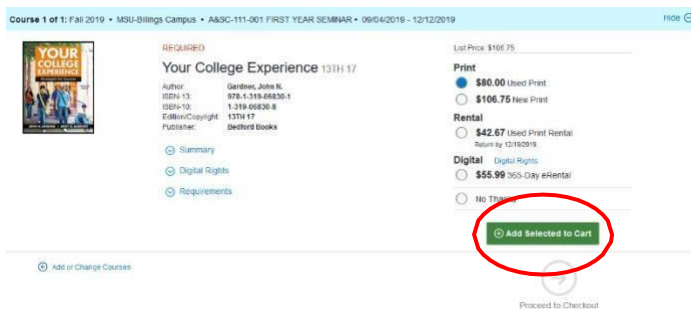 Course 1 of 1: Fall 2019 • MSU-Billings Campus • A&SC-111-001 FIRST YEAR SEMINAR • 09/04/2019 - 12/12/2019
Hide
YOUR
COLLEGE
EXPERIENCE
REQUIRED
Your College Experience 13TH 17
Author: Gardner, John N.
ISBN-13: 978-1-319-06830-1
ISBN-10: 1-319-06830-8
Edition/Copyright: 13TH 17
Publisher: Bedford Books
Summary
Digital Rights
Requirements
List Price: $106.75
Print
$80.00 Used Print
$106.75 New Print
Rental
$42.67 Used Print Rental
Return by 12/19/2019
Digital Digital Rights
$55.99 365-Day eRental
No Thanks
Add Selected to Cart
Add or Change Courses
Proceed to Checkout